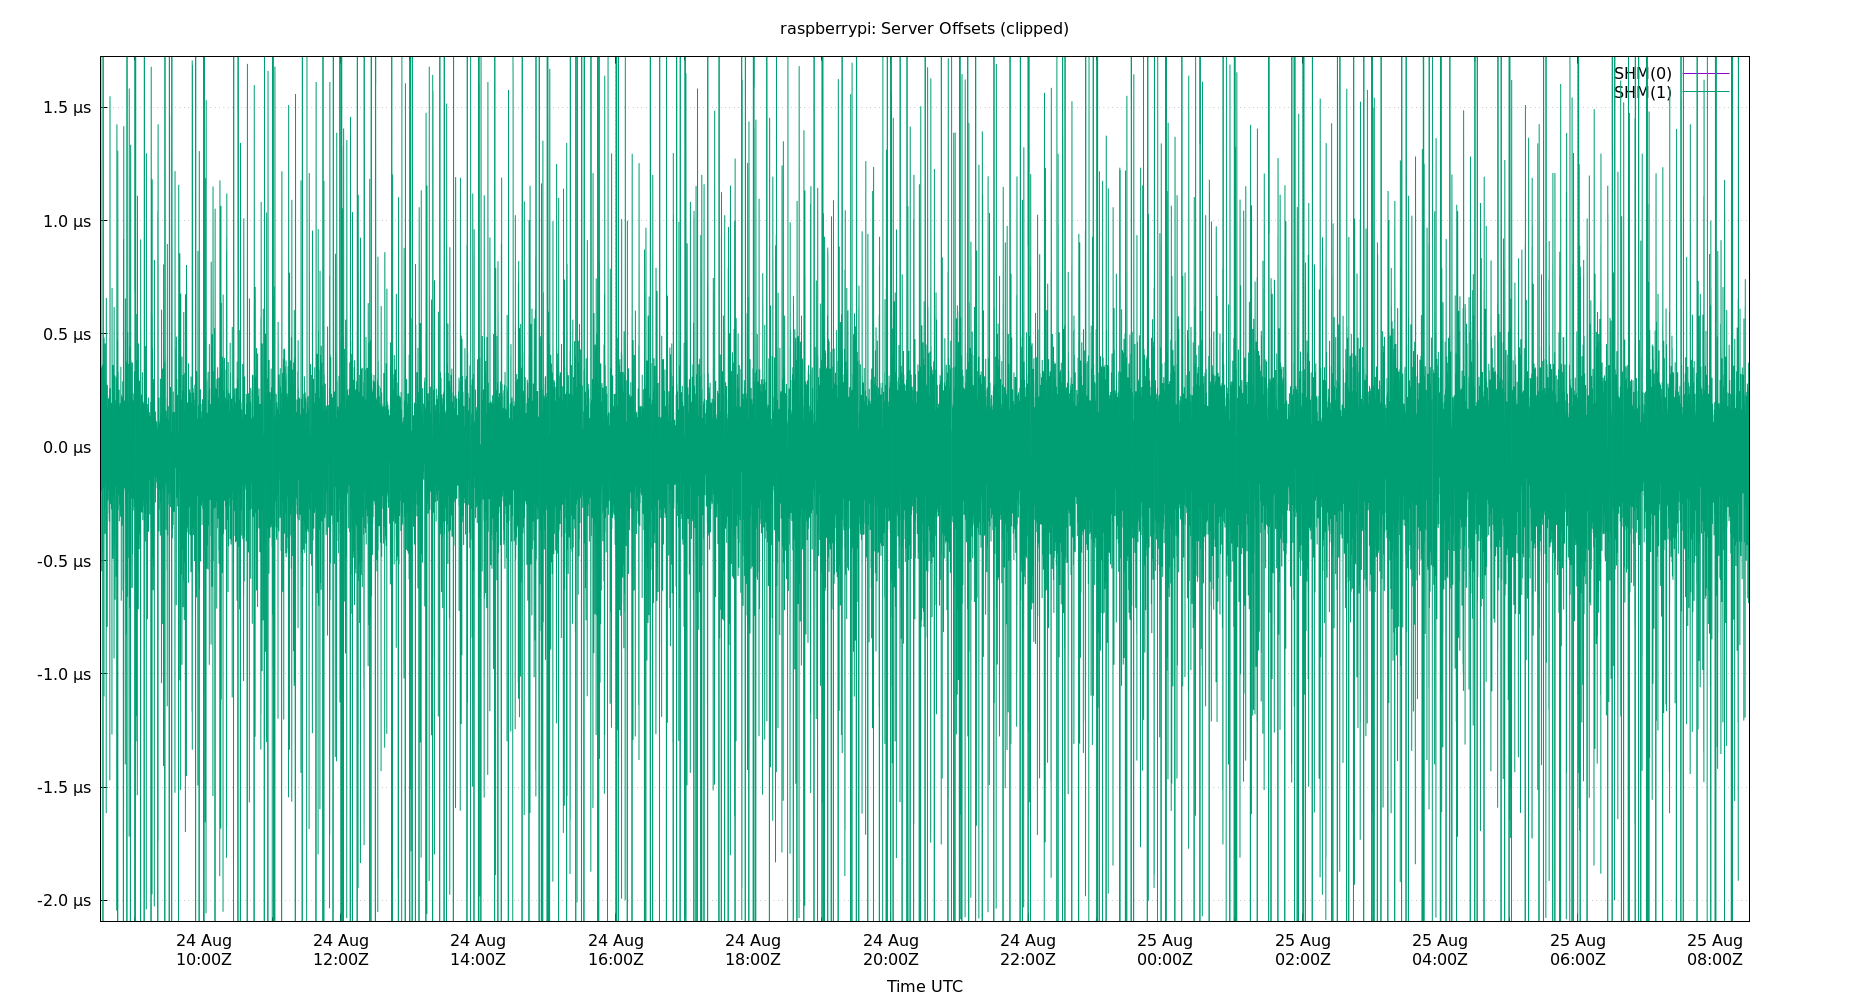 raspberrypi: Server Offsets (clipped)
SHM(0)
SHM(1)
1.5 µs
1.0 µs
0.5 µs
0.0 µs
-0.5 µs
-1.0 µs
-1.5 µs
-2.0 µs
24 Aug 24 Aug 24 Aug 24 Aug 24 Aug 24 Aug 24 Aug 25 Aug 25 Aug 25 Aug 25 Aug 25 Aug
10:00Z 12:00Z 14:00Z 16:00Z 18:00Z 20:00Z 22:00Z 00:00Z 02:00Z 04:00Z 06:00Z 08:00Z
Time UTC